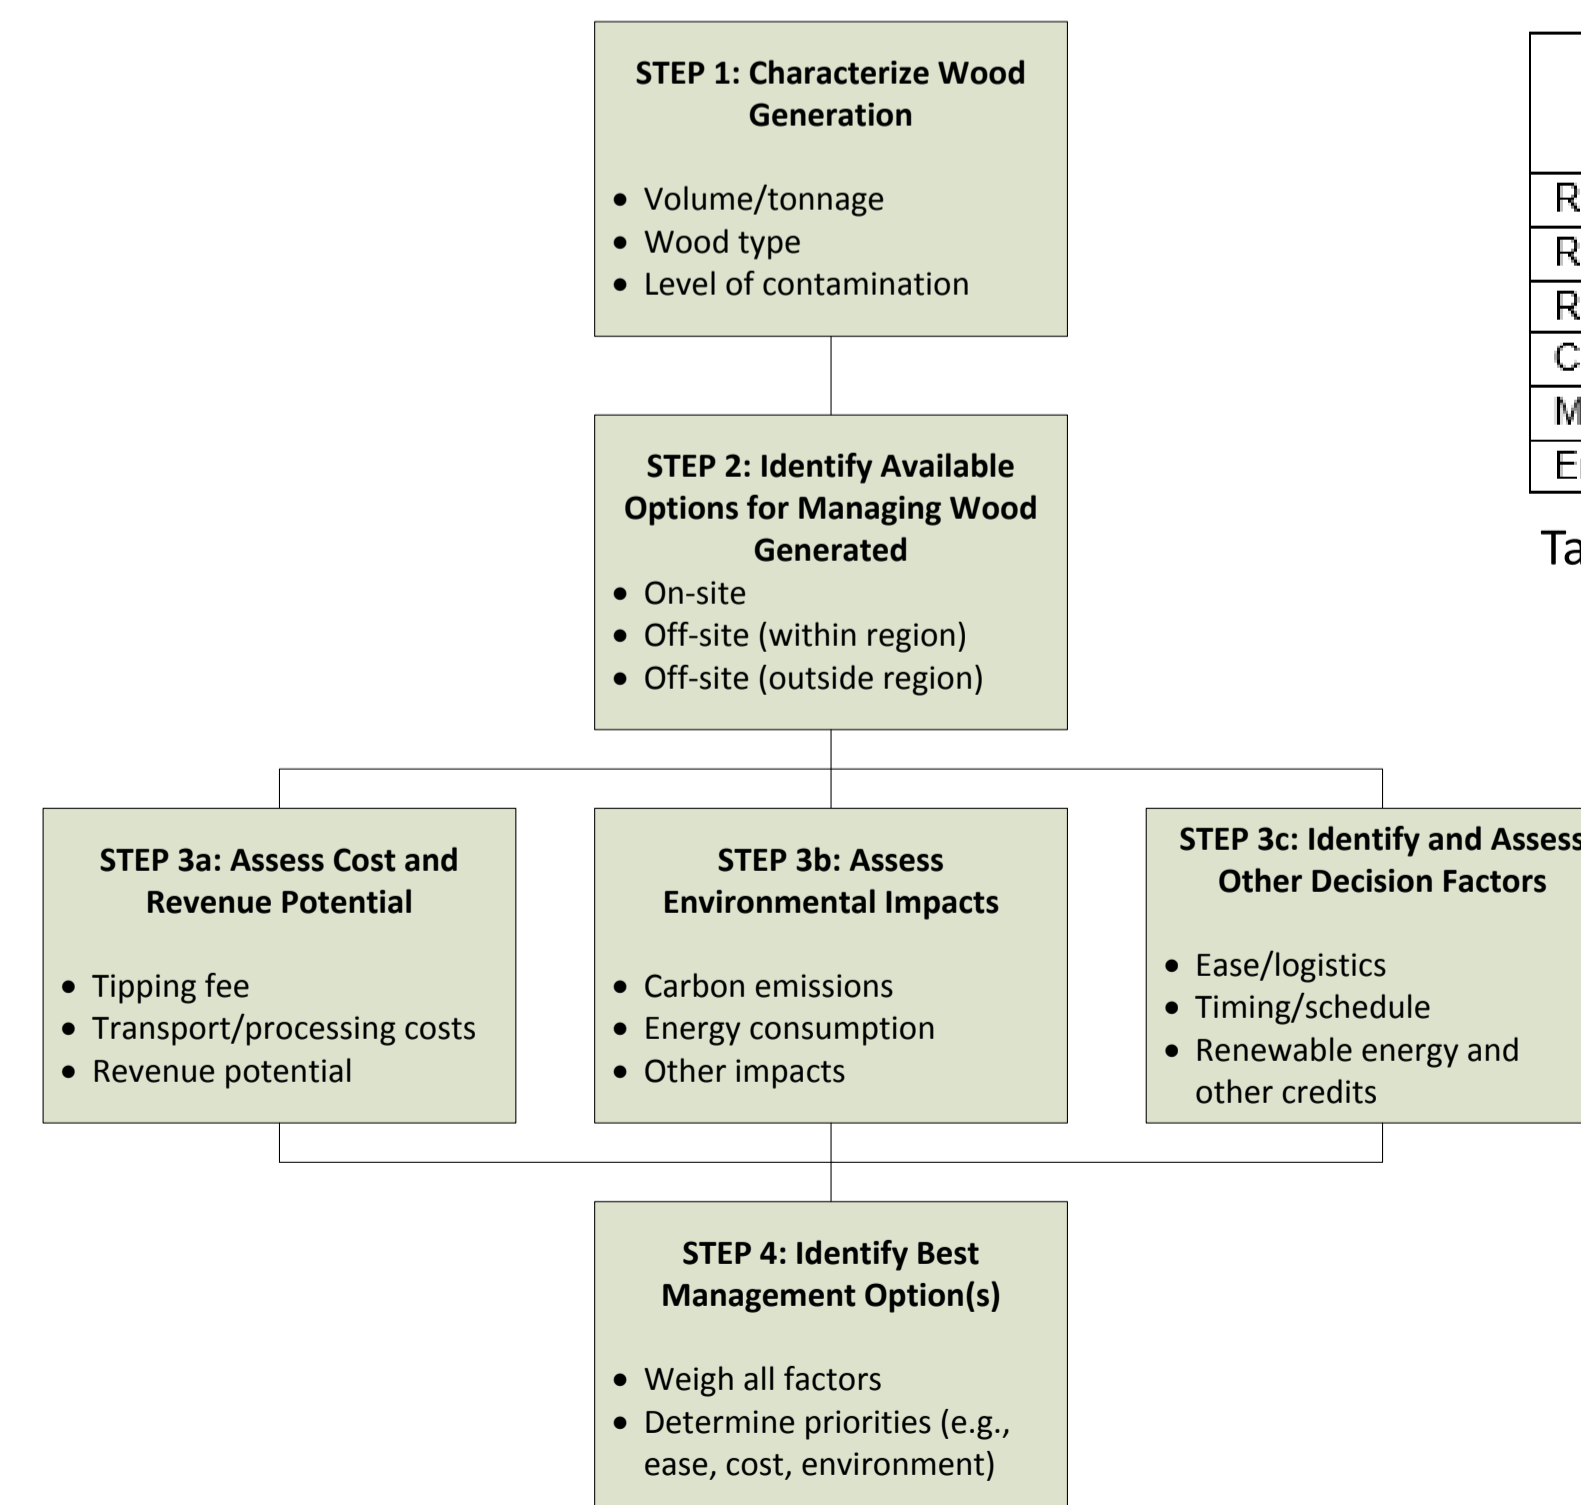 STEP 1: Characterize Wood
Generation
• Volume/tonnage
• Wood type
• Level of contamination
STEP 2: Identify Available
Options for Managing Wood
Generated
• On-site
• Off-site (within region)
• Off-site (outside region)
STEP 3a: Assess Cost and
Revenue Potential
• Tipping fee
• Transport/processing costs
• Revenue potential
STEP 3b: Assess
Environmental Impacts
• Carbon emissions
• Energy consumption
• Other impacts
STEP 3c: Identify and Assess
Other Decision Factors
• Ease/logistics
• Timing/schedule
• Renewable energy and
other credits
STEP 4: Identify Best
Management Option(s)
• Weigh all factors
• Determine priorities (e.g.,
ease, cost, environment)
R
R
R
C
M
Ta